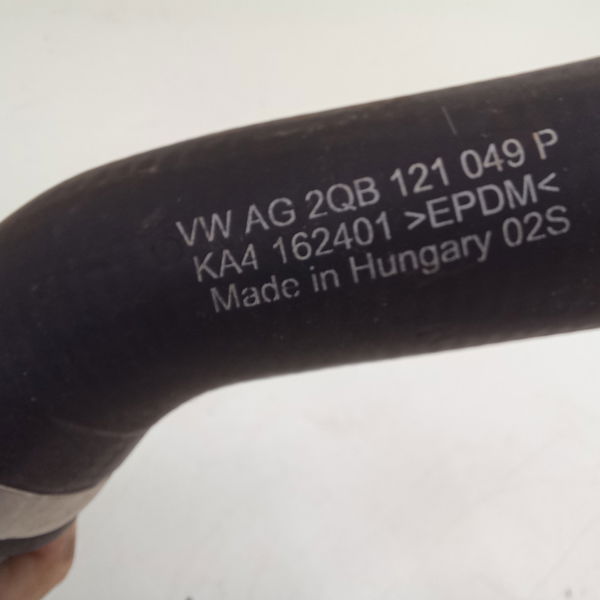 VW AG 2QB 121 049 P
KA4 162401 >EPDM<
Made in Hungary 02S